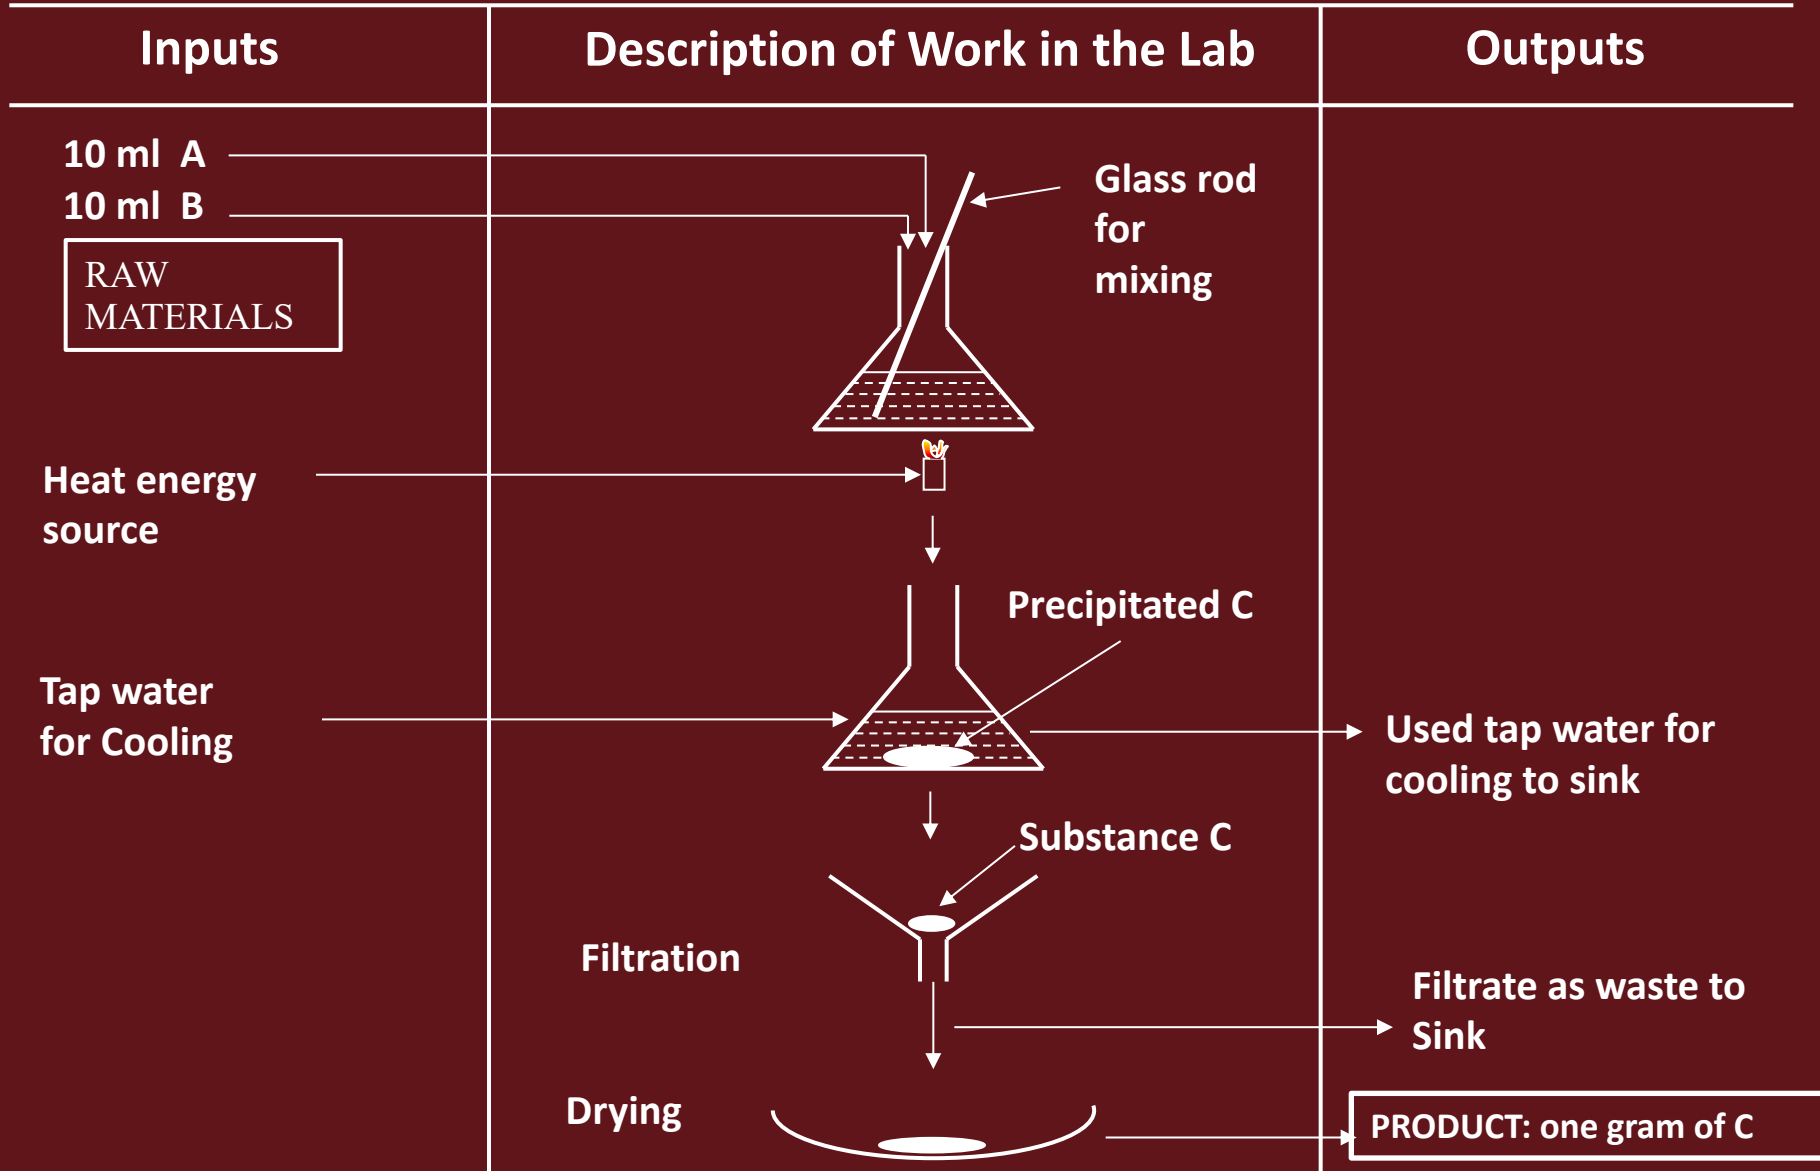 Inputs
Description of Work in the Lab
Outputs
10 ml A
10 ml B
RAW
MATERIALS
Glass rod
for
mixing
Heat energy
source
Precipitated C
Tap water
for Cooling
Used tap water for
cooling to sink
Substance C
Filtration
Filtrate as waste to
Sink
Drying
PRODUCT: one gram of C